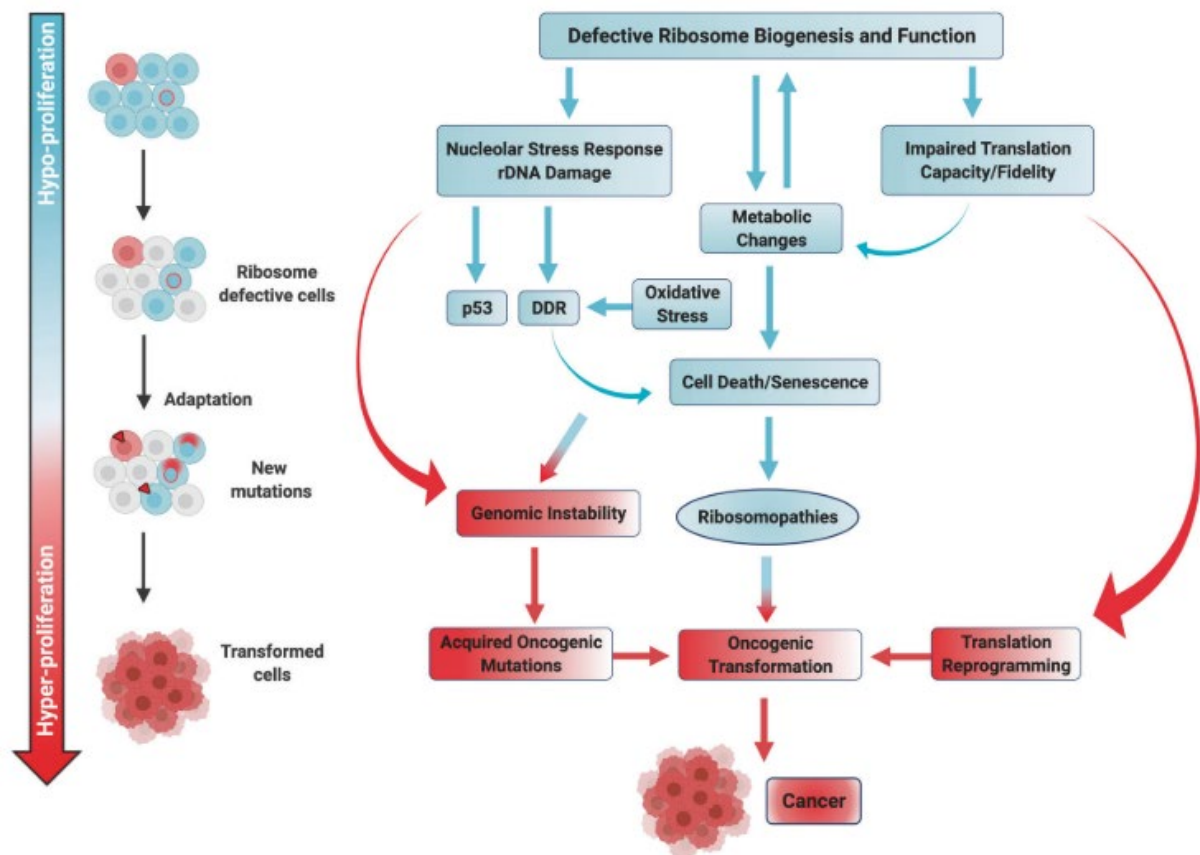 Hypo-proliferation
Hyper-proliferation
Ribosome
defective cells
Adaptation
New
mutations
Transformed
cells
Defective Ribosome Biogenesis and Function
Nucleolar Stress Response
rDNA Damage
Impaired Translation
Capacity/Fidelity
Metabolic
Changes
p53
DDR
Oxidative
Stress
Cell Death/Senescence
Genomic Instability
Ribosomopathies
Acquired Oncogenic
Mutations
Oncogenic
Transformation
Translation
Reprogramming
Cancer